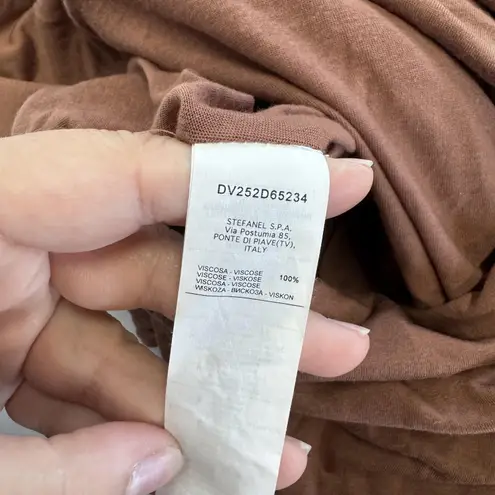 DV252D65234
STEFANEL S.P.A.
Via Postumia 85,
PONTE DI PIAVE(TV),
ITALY
VISCOSA - VISCOSE 100%
VISCOSE - VISKOSE
VISCOSA - VISCOSE
WISKOZA - ВИСКОЗА - VISKON